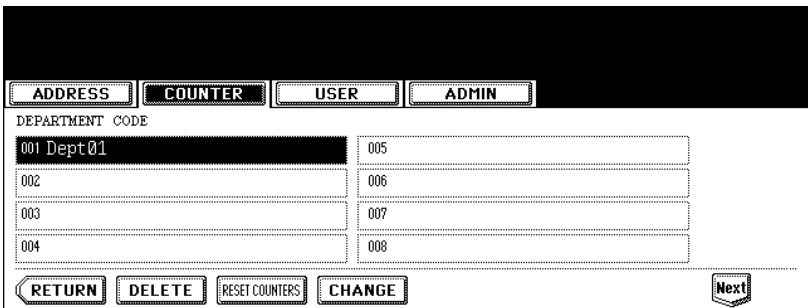 ADDRESS COUNTER USER ADMIN
DEPARTMENT CODE
001 Dept01 005
002 006
003 007
004 008
RETURN DELETE RESET COUNTERS CHANGE Next